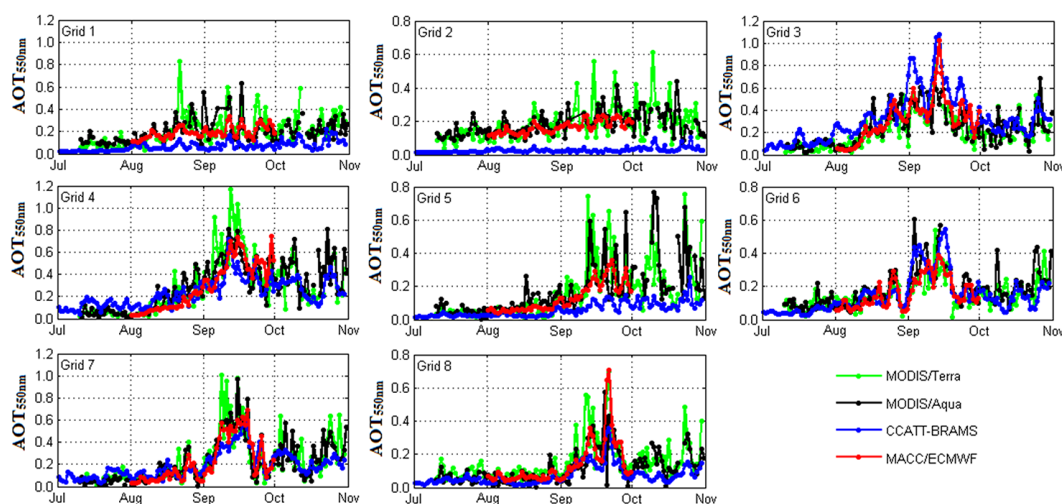 Grid 1
AOT550nm
1.2
1.0
0.8
0.6
0.4
0.2
0.0
Jul Aug Sep Oct Nov
Grid 2
AOT550nm
0.8
0.6
0.4
0.2
0.0
Jul Aug Sep Oct Nov
Grid 3
AOT550nm
1.2
1.0
0.8
0.6
0.4
0.2
0.0
Jul Aug Sep Oct Nov
Grid 4
AOT550nm
1.2
1.0
0.8
0.6
0.4
0.2
0.0
Jul Aug Sep Oct Nov
Grid 5
AOT550nm
0.8
0.6
0.4
0.2
0.0
Jul Aug Sep Oct Nov
Grid 6
AOT550nm
0.8
0.6
0.4
0.2
0.0
Jul Aug Sep Oct Nov
Grid 7
AOT550nm
1.2
1.0
0.8
0.6
0.4
0.2
0.0
Jul Aug Sep Oct Nov
Grid 8
AOT550nm
0.8
0.6
0.4
0.2
0.0
Jul Aug Sep Oct Nov
MODIS/Terra
MODIS/Aqua
CCATT-BRAMS
MACC/ECMWF